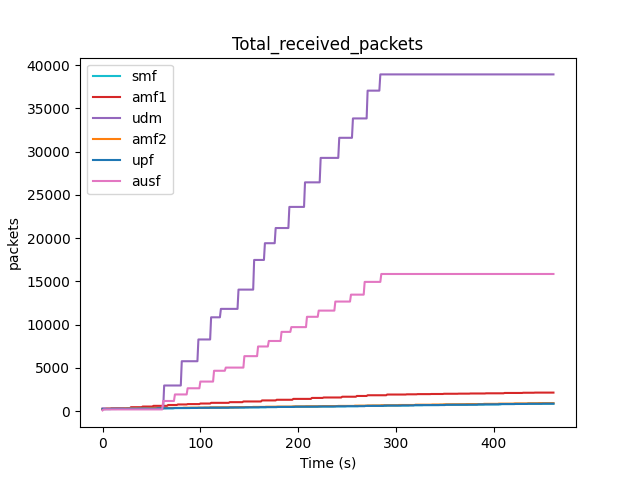 Total_received_packets
smf
amf1
udm
amf2
upf
ausf
packets
40000
35000
30000
25000
20000
15000
10000
5000
0
0 100 200 300 400
Time (s)